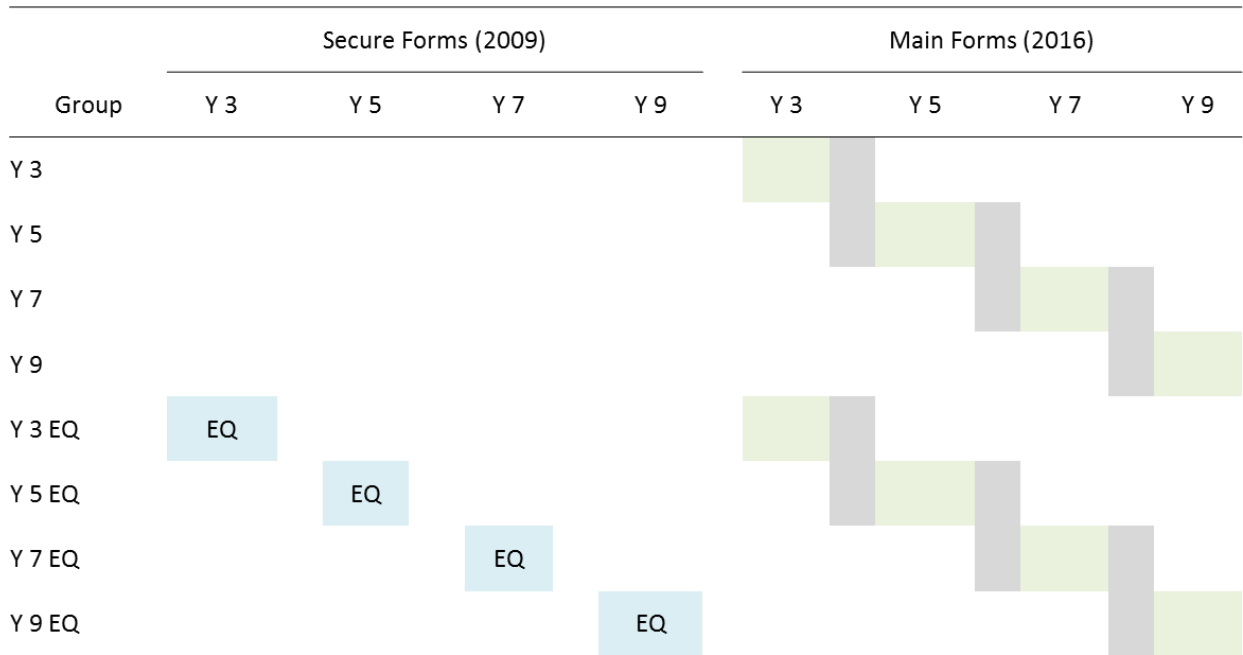 Secure Forms (2009) Main Forms (2016)
Group Y 3 Y 5 Y 7 Y 9 Y 3 Y 5 Y 7 Y 9
Y 3
Y 5
Y 7
Y 9
Y 3 EQ EQ
Y 5 EQ EQ
Y 7 EQ EQ
Y 9 EQ EQ